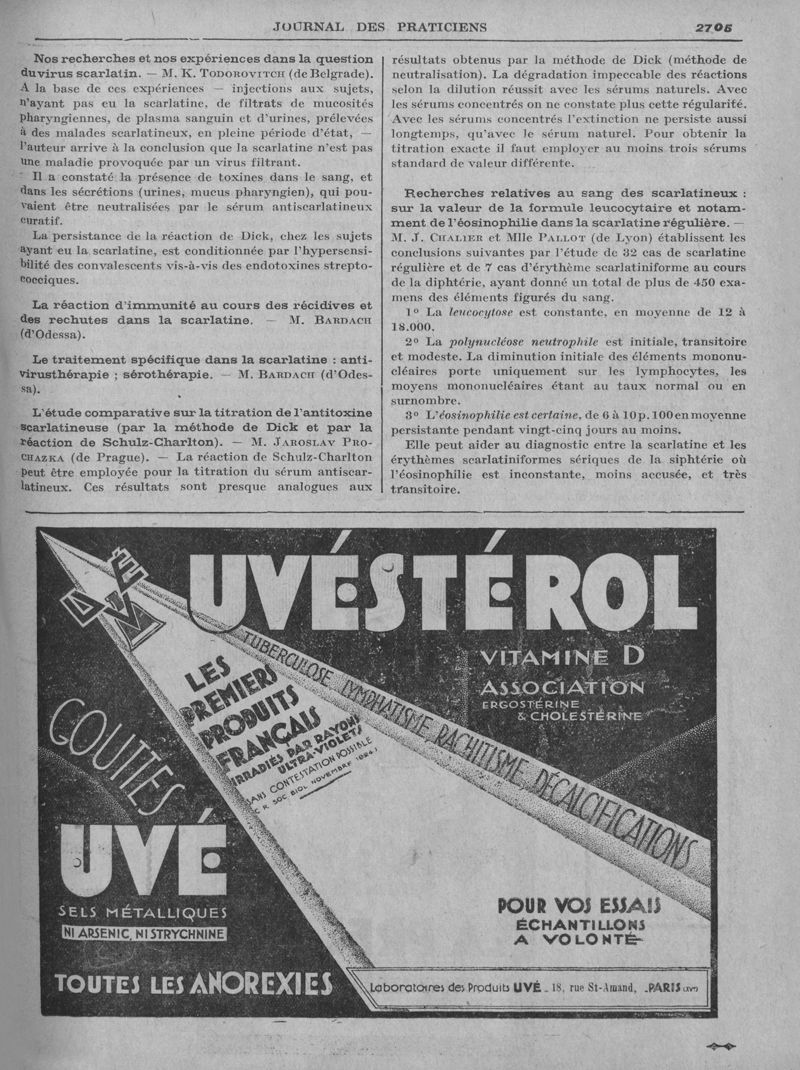 JOURNAL DES PRATICIENS
2705
Nos recherches et nos expériences dans la question
du virus scarlatin. — M. K. TODOROVITCH (de Belgrade).
A la base de ces expériences — injections aux sujets,
n'ayant pas eu la scarlatine, de filtrats de mucosités
pharyngiennes, de plasma sanguin et d'urines, prélevées
à des malades scarlatineux, en pleine période d'état, —
l'auteur arrive à la conclusion que la scarlatine n'est pas
une maladie provoquée par un virus filtrant.
Il a constaté la présence de toxines dans le sang, et
dans les sécrétions (urines, mucus pharyngien), qui pou-
vaient être neutralisées par le sérum antiscarlatineux
curatif.
La persistance de la réaction de Dick, chez les sujets
ayant eu la scarlatine, est conditionnée par l'hypersensi-
bilité des convalescents vis-à-vis des endotoxines strepto-
cocciques.
La réaction d'immunité au cours des récidives et
des rechutes dans la scarlatine. — M. BARDACH
(d'Odessa).
Le traitement spécifique dans la scarlatine : anti-
virusthérapie ; sérothérapie. — M. BARDACH (d'Odes-
sa).
L'étude comparative sur la titration de l'antitoxine
scarlatineuse (par la méthode de Dick et par la
réaction de Schulz-Charlton). — M. JAROSLAV PRO-
CHAZKA (de Prague). — La réaction de Schulz-Charlton
peut être employée pour la titration du sérum antiscar-
latineux. Ces résultats sont presque analogues aux
résultats obtenus par la méthode de Dick (méthode de
neutralisation). La dégradation impeccable des réactions
selon la dilution réussit avec les sérums naturels. Avec
les sérums concentrés on ne constate plus cette régularité.
Avec les sérums concentrés l'extinction ne persiste aussi
longtemps, qu'avec le sérum naturel. Pour obtenir la
titration exacte il faut employer au moins trois sérums
standard de valeur différente.
Recherches relatives au sang des scarlatineux :
sur la valeur de la formule leucocytaire et notam-
ment de l'éosinophilie dans la scarlatine régulière. —
M. J. CHALIER et Mlle PALLOT (de Lyon) établissent les
conclusions suivantes par l'étude de 32 cas de scarlatine
régulière et de 7 cas d'érythème scarlatiniforme au cours
de la diphtérie, ayant donné un total de plus de 450 exa-
mens des éléments figurés du sang.
1° La leucocytose est constante, en moyenne de 12 à
18.000.
2° La polynucléose neutrophile est initiale, transitoire
et modeste. La diminution initiale des éléments mononu-
cléaires porte uniquement sur les lymphocytes, les
moyens mononucléaires étant au taux normal ou en
surnombre.
3° L'éosinophilie est certaine, de 6 à 10 p. 100 en moyenne
persistante pendant vingt-cinq jours au moins.
Elle peut aider au diagnostic entre la scarlatine et les
érythèmes scarlatiniformes sériques de la siphtérie où
l'éosinophilie est inconstante, moins accusée, et très
transitoire.
UVÉSTÉROL
VITAMINE D
ASSOCIATION
ERGOSTÉRINE
& CHOLESTÉRINE
TUBERCULOSE LYMPHATISME RACHITISME, DÉCALCIFICATIONS
LES
PREMIERS
PRODUITS
FRANÇAIS
IRRADIÉS PAR RAYONS
ULTRA-VIOLETS
SANS CONTESTATION POSSIBLE
GOUTTES
UVÉ
SELS MÉTALLIQUES
NI ARSENIC, NI STRYCHNINE
TOUTES LES ANOREXIES
POUR VOS ESSAIS
ÉCHANTILLONS
A VOLONTÉ
Laboratoires des Produits UVÉ - 18, rue St-Amand, - PARIS (XVe)